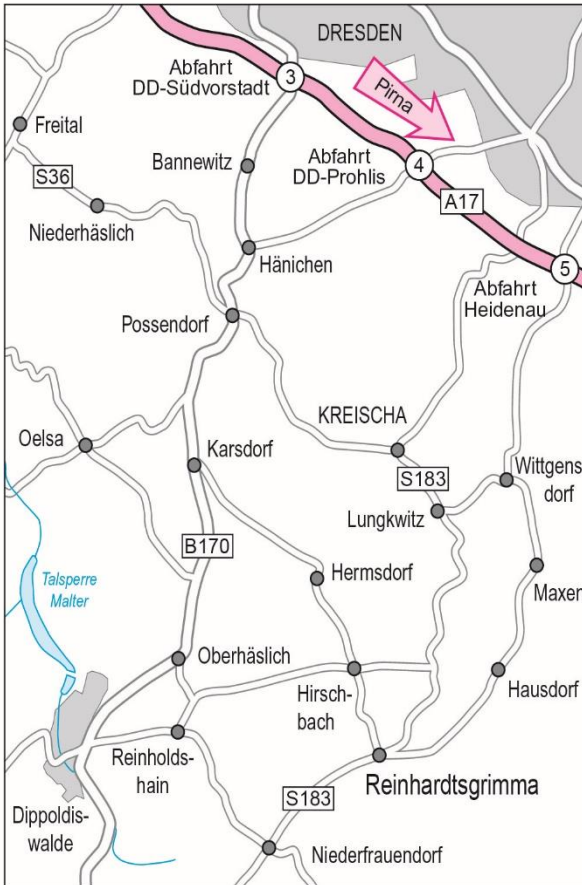 DRESDEN
Abfahrt
DD-Südvorstadt
3
Pirna
Freital
S36
Bannewitz
Abfahrt
DD-Prohlis
4
A17
Niederhäslich
Hänichen
5
Abfahrt
Heidenau
Possendorf
KREISCHA
Oelsa
Karsdorf
S183
Wittgens
dorf
Lungkwitz
B170
Hermsdorf
Maxen
Talsperre
Malter
Oberhäslich
Hirsch-
bach
Hausdorf
Reinholds-
hain
Reinhardtsgrimma
S183
Dippoldis-
walde
Niederfrauendorf